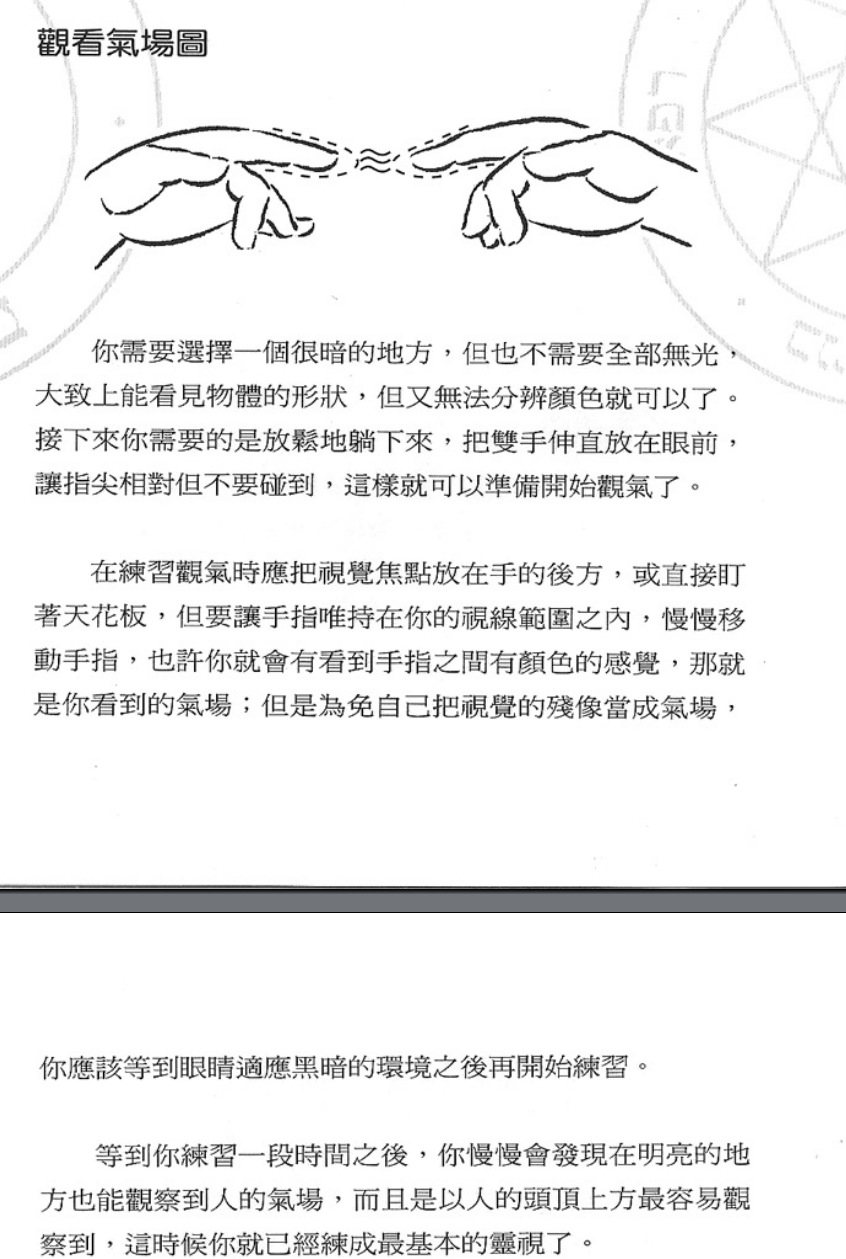 觀看氣場圖
你需要選擇一個很暗的地方，但也不需要全部無光，
大致上能看見物體的形狀，但又無法分辨顏色就可以了。
接下來你需要的是放鬆地躺下來，把雙手伸直放在眼前，
讓指尖相對但不要碰到，這樣就可以準備開始觀氣了。
在練習觀氣時應把視覺焦點放在手的後方，或直接盯
著天花板，但要讓手指唯持在你的視線範圍之內，慢慢移
動手指，也許你就會有看到手指之間有顏色的感覺，那就
是你看到的氣場；但是為免自己把視覺的殘像當成氣場，
你應該等到眼睛適應黑暗的環境之後再開始練習。
等到你練習一段時間之後，你慢慢會發現在明亮的地
方也能觀察到人的氣場，而且是以人的頭頂上方最容易觀
察到，這時候你就已經練成最基本的靈視了。